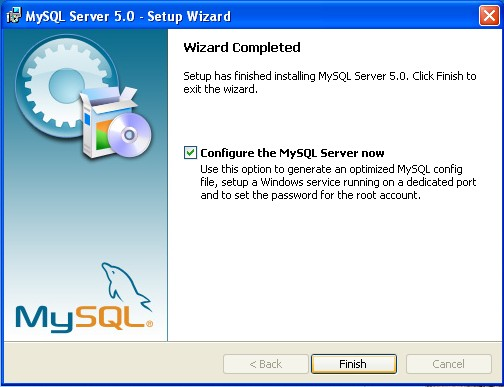 MySQL Server 5.0 - Setup Wizard
Wizard Completed
Setup has finished installing MySQL Server 5.0. Click Finish to
exit the wizard.
Configure the MySQL Server now
Use this option to generate an optimized MySQL config
file, setup a Windows service running on a dedicated port
and to set the password for the root account.
MySQL®
< Back
Finish
Cancel